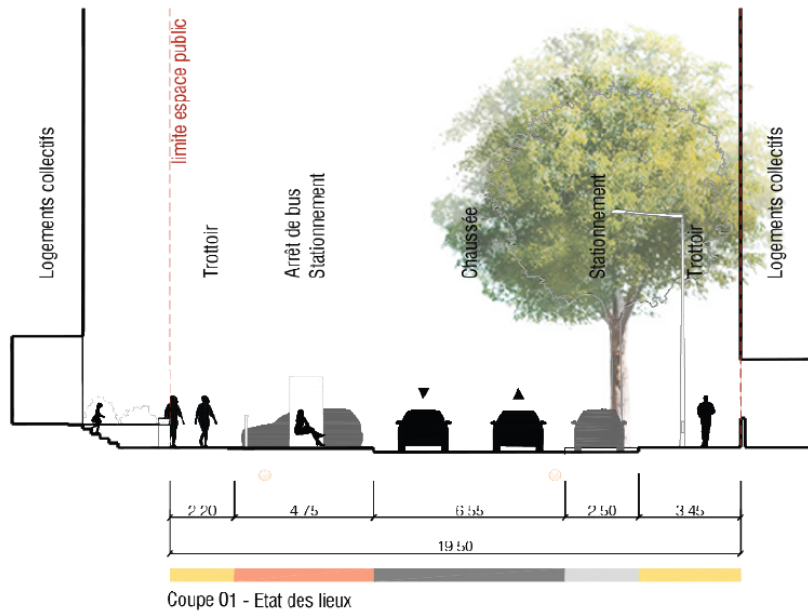 Logements collectifs
limite espace public
Trottoir
Arrêt de bus
Stationnement
Chaussée
Stationnement
Trottoir
Logements collectifs
2.20
4.75
6.55
2.50
3.45
19.50
Coupe 01 - Etat des lieux